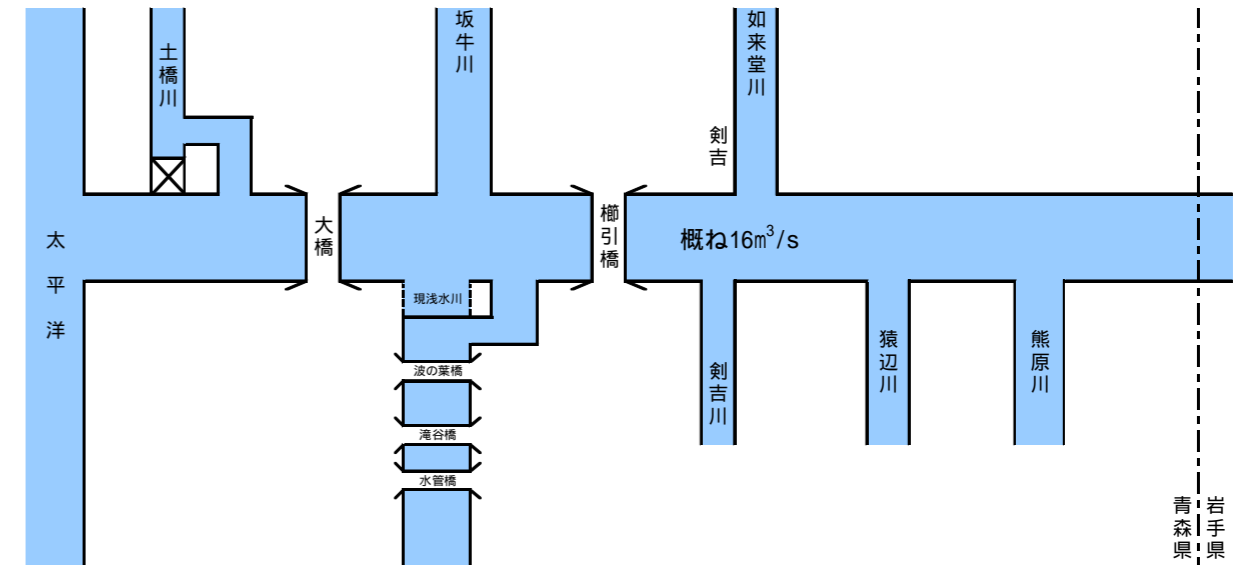 土橋川
坂牛川
如来堂川
剣吉
太平洋
大橋
櫛引橋
概ね16m³/s
現浅水川
波の葉橋
滝谷橋
水管橋
剣吉川
猿辺川
熊原川
青森県
岩手県